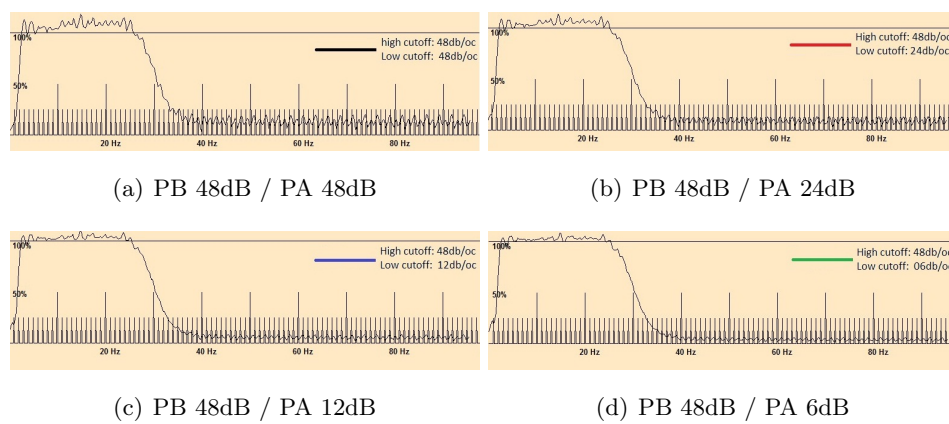 100%
high cutoff: 48db/oc
Low cutoff: 48db/oc
50%
20 Hz 40 Hz 60 Hz 80 Hz
(a) PB 48dB / PA 48dB
100%
High cutoff: 48db/oc
Low cutoff: 24db/oc
50%
20 Hz 40 Hz 60 Hz 80 Hz
(b) PB 48dB / PA 24dB
100%
High cutoff: 48db/oc
Low cutoff: 12db/oc
50%
20 Hz 40 Hz 60 Hz 80 Hz
(c) PB 48dB / PA 12dB
100%
High cutoff: 48db/oc
Low cutoff: 06db/oc
50%
20 Hz 40 Hz 60 Hz 80 Hz
(d) PB 48dB / PA 6dB